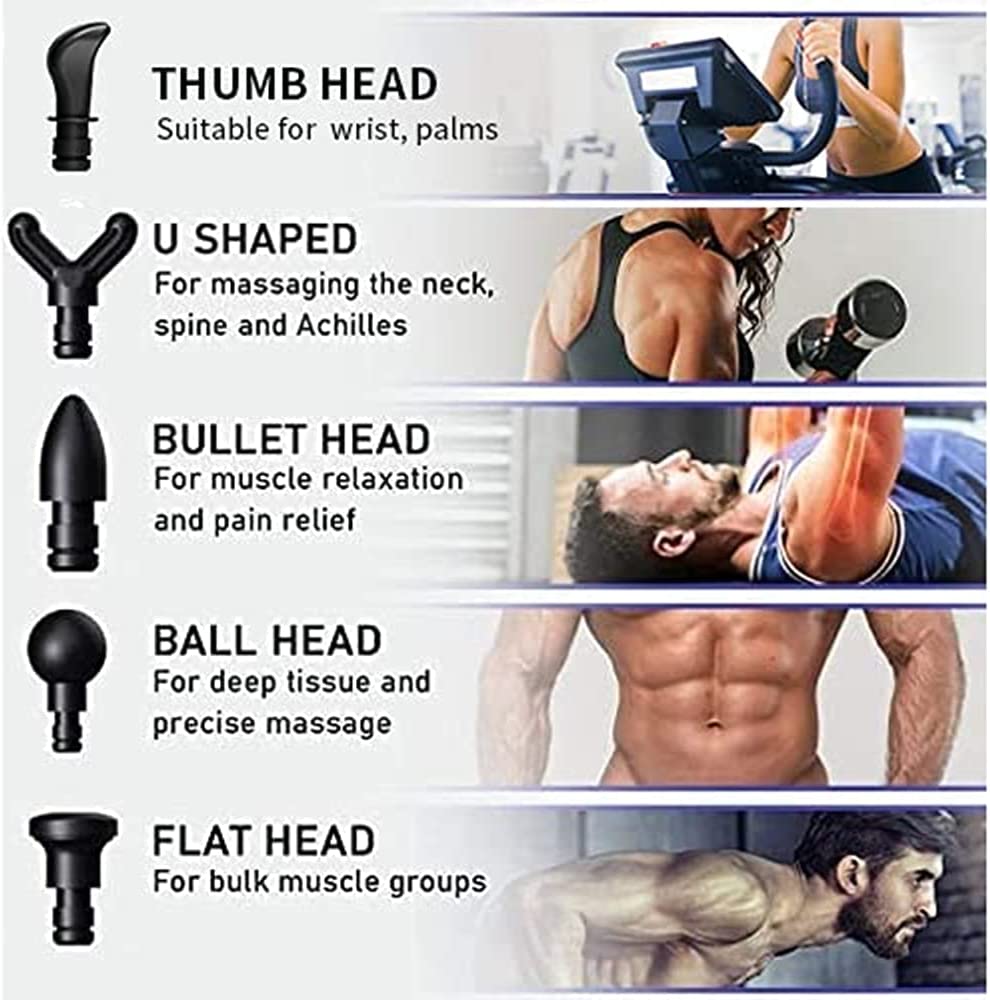 THUMB HEAD
Suitable for wrist, palms
U SHAPED
For massaging the neck,
spine and Achilles
BULLET HEAD
For muscle relaxation
and pain relief
BALL HEAD
For deep tissue and
precise massage
FLAT HEAD
For bulk muscle groups